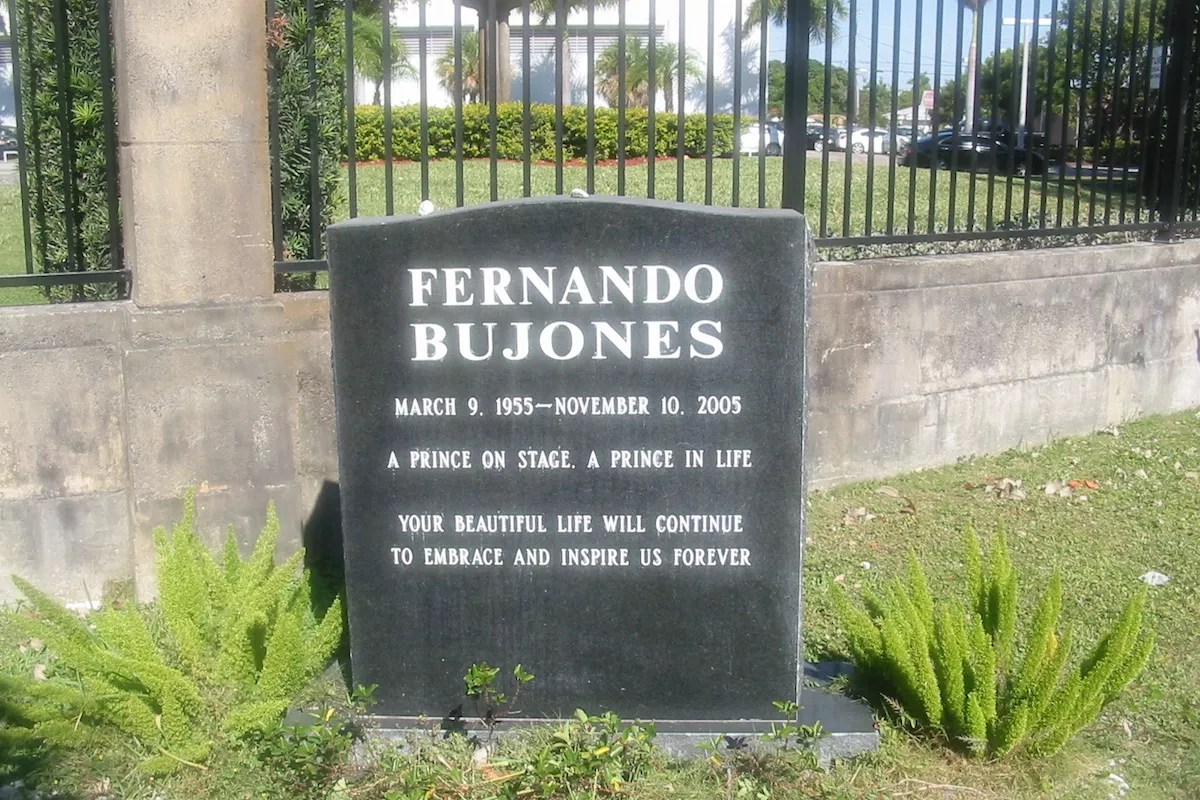 FERNANDO
BUJONES
MARCH 9, 1955—NOVEMBER 10, 2005
A PRINCE ON STAGE, A PRINCE IN LIFE
YOUR BEAUTIFUL LIFE WILL CONTINUE
TO EMBRACE AND INSPIRE US FOREVER